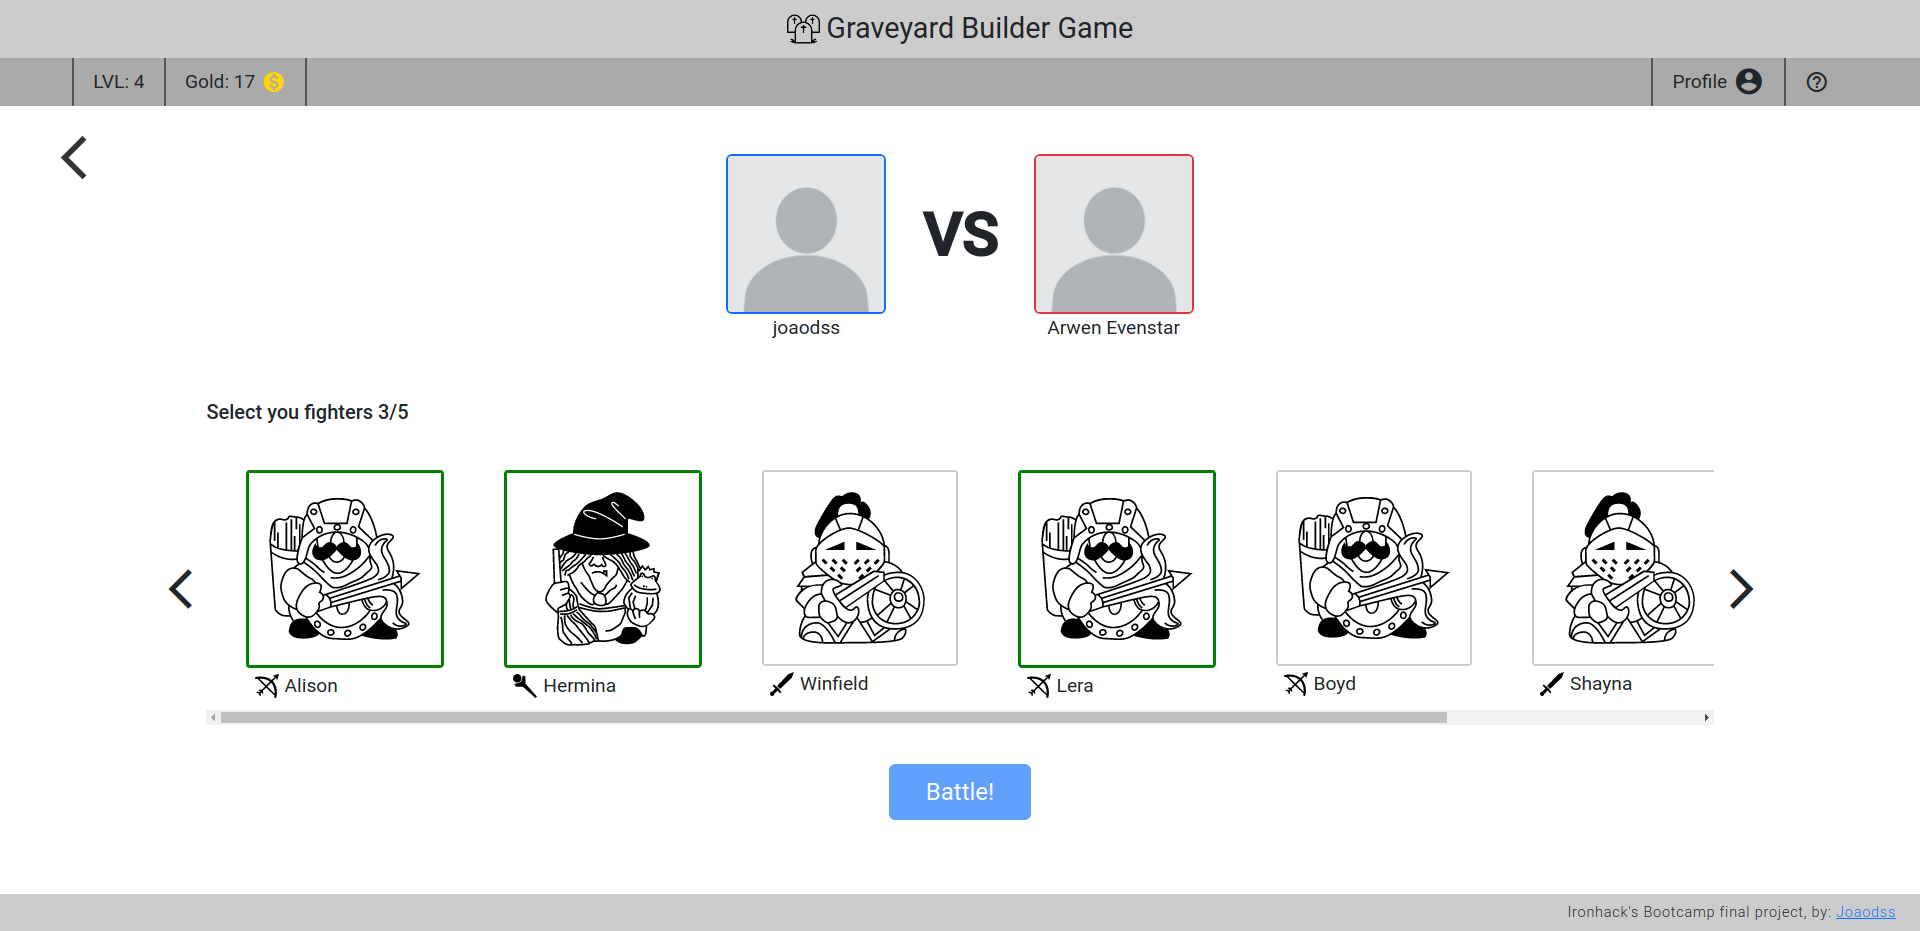 Graveyard Builder Game
LVL: 4
Gold: 17
Profile
VS
joaodss
Arwen Evenstar
Select you fighters 3/5
Alison
Hermina
Winfield
Lera
Boyd
Shayna
Battle!
Ironhack's Bootcamp final project, by: Joaodss